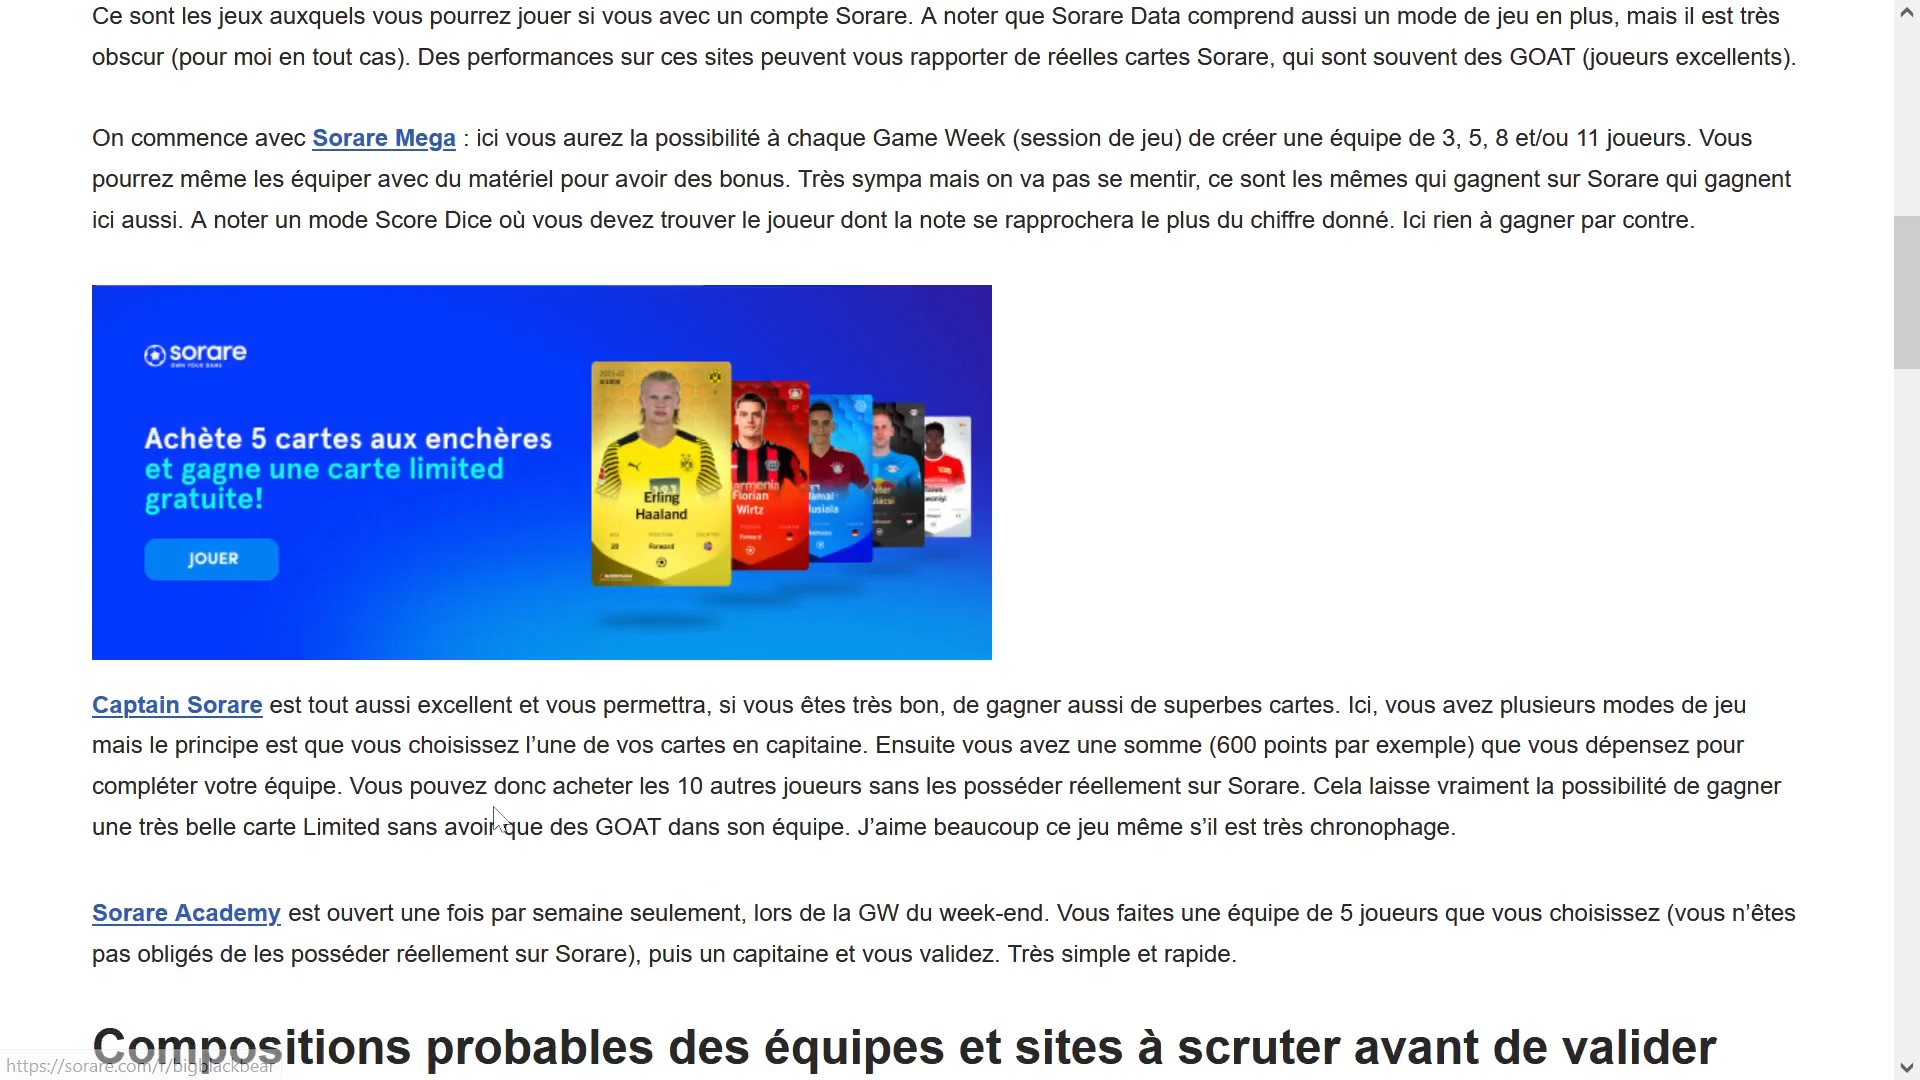 Ce sont les jeux auxquels vous pourrez jouer si vous avec un compte Sorare. A noter que Sorare Data comprend aussi un mode de jeu en plus, mais il est très
obscur (pour moi en tout cas). Des performances sur ces sites peuvent vous rapporter de réelles cartes Sorare, qui sont souvent des GOAT (joueurs excellents).
On commence avec Sorare Mega : ici vous aurez la possibilité à chaque Game Week (session de jeu) de créer une équipe de 3, 5, 8 et/ou 11 joueurs. Vous
pourrez même les équiper avec du matériel pour avoir des bonus. Très sympa mais on va pas se mentir, ce sont les mêmes qui gagnent sur Sorare qui gagnent
ici aussi. A noter un mode Score Dice où vous devez trouver le joueur dont la note se rapprochera le plus du chiffre donné. Ici rien à gagner par contre.
sorare
OWN YOUR GAME
Achète 5 cartes aux enchères
et gagne une carte limited
gratuite!
JOUER
Erling
Haaland
Forward
Florian
Wirtz
Forward
Captain Sorare est tout aussi excellent et vous permettra, si vous êtes très bon, de gagner aussi de superbes cartes. Ici, vous avez plusieurs modes de jeu
mais le principe est que vous choisissez l’une de vos cartes en capitaine. Ensuite vous avez une somme (600 points par exemple) que vous dépensez pour
compléter votre équipe. Vous pouvez donc acheter les 10 autres joueurs sans les posséder réellement sur Sorare. Cela laisse vraiment la possibilité de gagner
une très belle carte Limited sans avoir que des GOAT dans son équipe. J’aime beaucoup ce jeu même s’il est très chronophage.
Sorare Academy est ouvert une fois par semaine seulement, lors de la GW du week-end. Vous faites une équipe de 5 joueurs que vous choisissez (vous n’êtes
pas obligés de les posséder réellement sur Sorare), puis un capitaine et vous validez. Très simple et rapide.
Compositions probables des équipes et sites à scruter avant de valider
https://sorare.com/r/bigblackbear